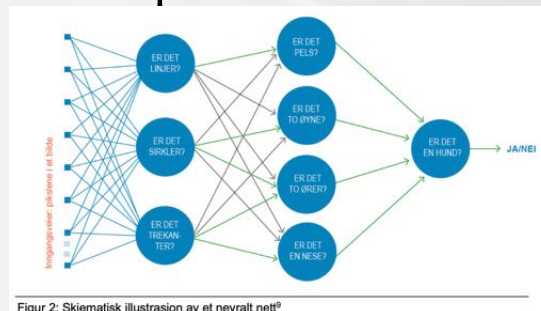 Inngangsveier: pikslene i et bilde
ER DET
LINJER?
ER DET
SIRKLER?
ER DET
TREKAN-
TER?
ER DET
PELS?
ER DET
TO ØYNE?
ER DET
TO ØRER?
ER DET
EN NESE?
ER DET
EN HUND?
JA/NEI
Figur 2: Skjematisk illustrasjon av et nevralt nett⁹